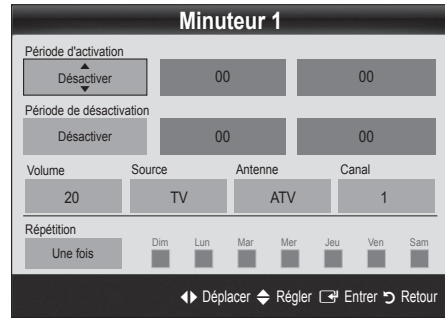 Minuteur 1
Période d'activation
Désactiver 00 00
Période de désactivation
Désactiver 00 00
Volume Source Antenne Canal
20 TV ATV 1
Répétition
Dim Lun Mar Mer Jeu Ven Sam
Une fois
Déplacer Régler Entrer Retour